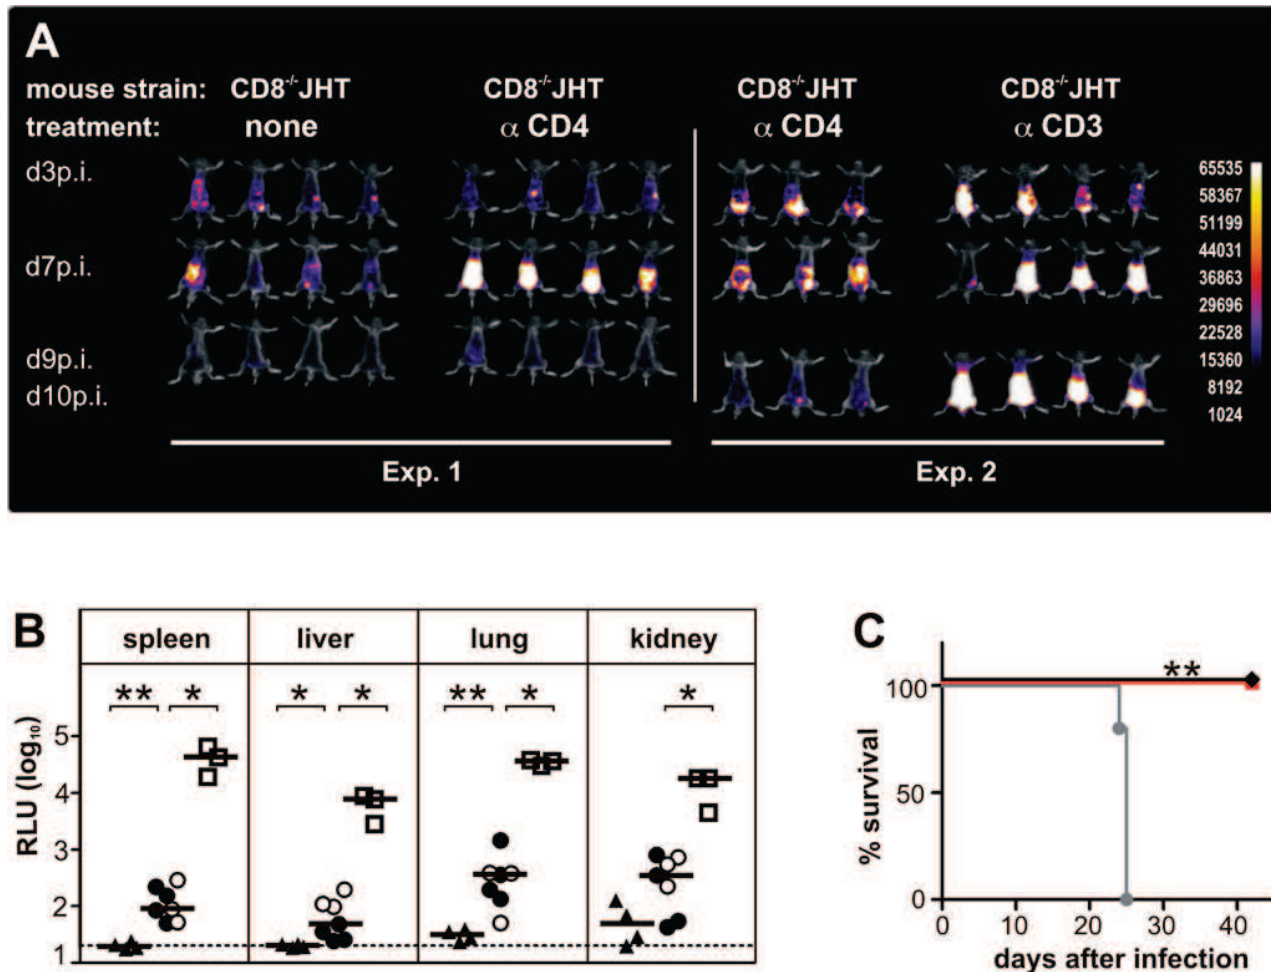 A
mouse strain: CD8-/-JHT CD8-/-JHT CD8-/-JHT CD8-/-JHT
treatment: none α CD4 α CD4 α CD3
d3p.i.
d7p.i.
d9p.i.
d10p.i.
65535
58367
51199
44031
36863
29696
22528
15360
8192
1024
Exp. 1 Exp. 2
B
spleen liver lung kidney
** * * * ** * *
RLU (log10)
5
4
3
2
1
C
**
% survival
100
50
0
0 10 20 30 40
days after infection